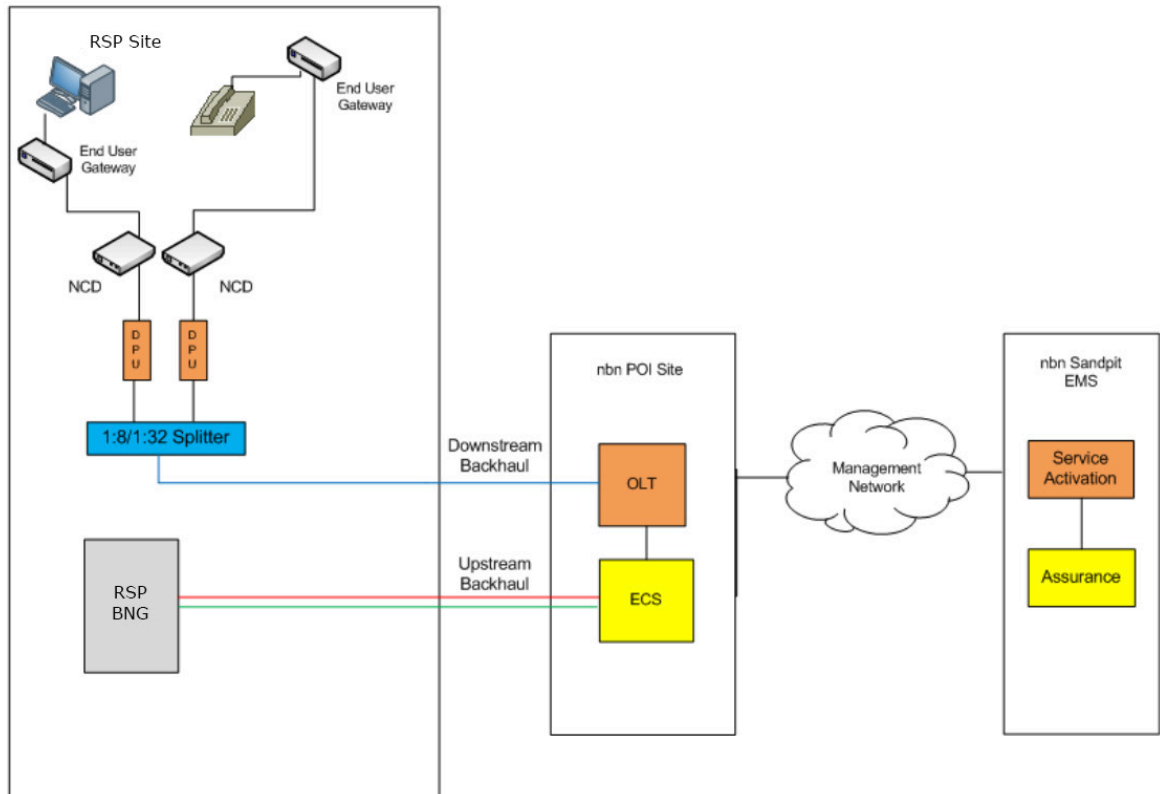 RSP Site
End User
Gateway
End User
Gateway
NCD
NCD
D
P
U
D
P
U
1:8/1:32 Splitter
RSP
BNG
Downstream
Backhaul
Upstream
Backhaul
nbn POI Site
OLT
ECS
Management
Network
nbn Sandpit
EMS
Service
Activation
Assurance